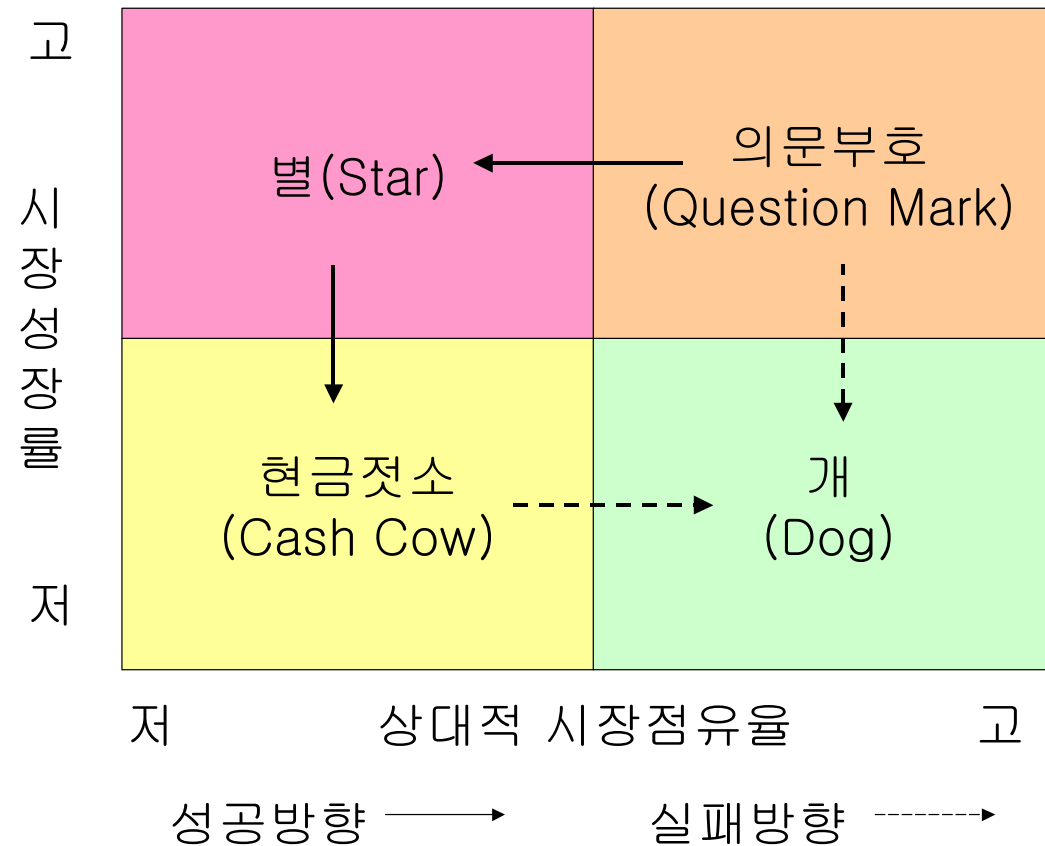 고
시장성장률
저
별(Star)
의문부호
(Question Mark)
현금젓소
(Cash Cow)
개
(Dog)
저 상대적 시장점유율 고
성공방향 실패방향